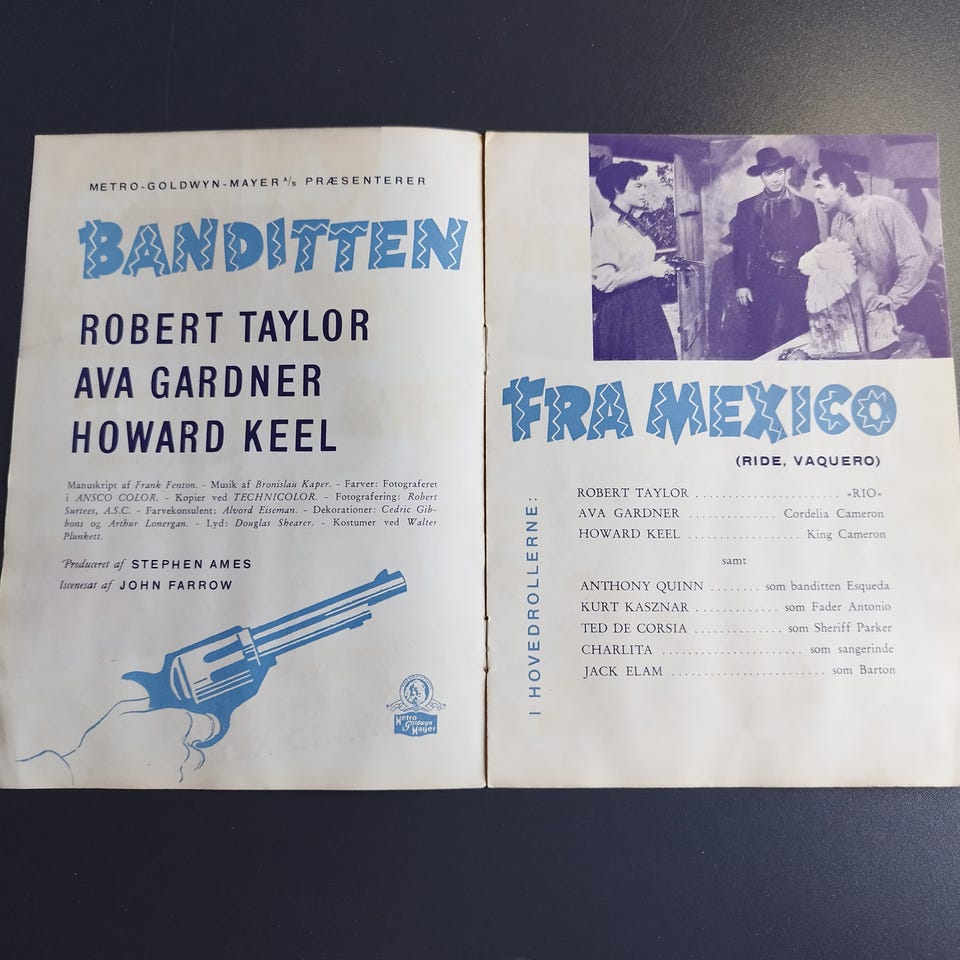 METRO-GOLDWYN-MAYER A/s PRÆSENTERER
BANDITTEN
ROBERT TAYLOR
AVA GARDNER
HOWARD KEEL
Manuskript af Frank Fenton. - Musik af Bronislau Kaper. - Farver: Fotograferet
i ANSCO COLOR. - Kopier ved TECHNICOLOR. - Fotografering: Robert
Surtees, A.S.C. - Farvekonsulent: Alvord Eiseman. - Dekorationer: Cedric Gib-
bons og Arthur Lonergan. - Lyd: Douglas Shearer. - Kostumer ved Walter
Plunkett.
Produceret af STEPHEN AMES
Iscenesat af JOHN FARROW
Metro
Goldwyn
Mayer
FRA MEXICO
(RIDE, VAQUERO)
I HOVEDROLLERNE:
ROBERT TAYLOR ........................ »RIO«
AVA GARDNER ............... Cordelia Cameron
HOWARD KEEL ................... King Cameron
samt
ANTHONY QUINN ........ som banditten Esqueda
KURT KASZNAR ............. som Fader Antonio
TED DE CORSIA .............. som Sheriff Parker
CHARLITA ........................ som sangerinde
JACK ELAM .......................... som Barton